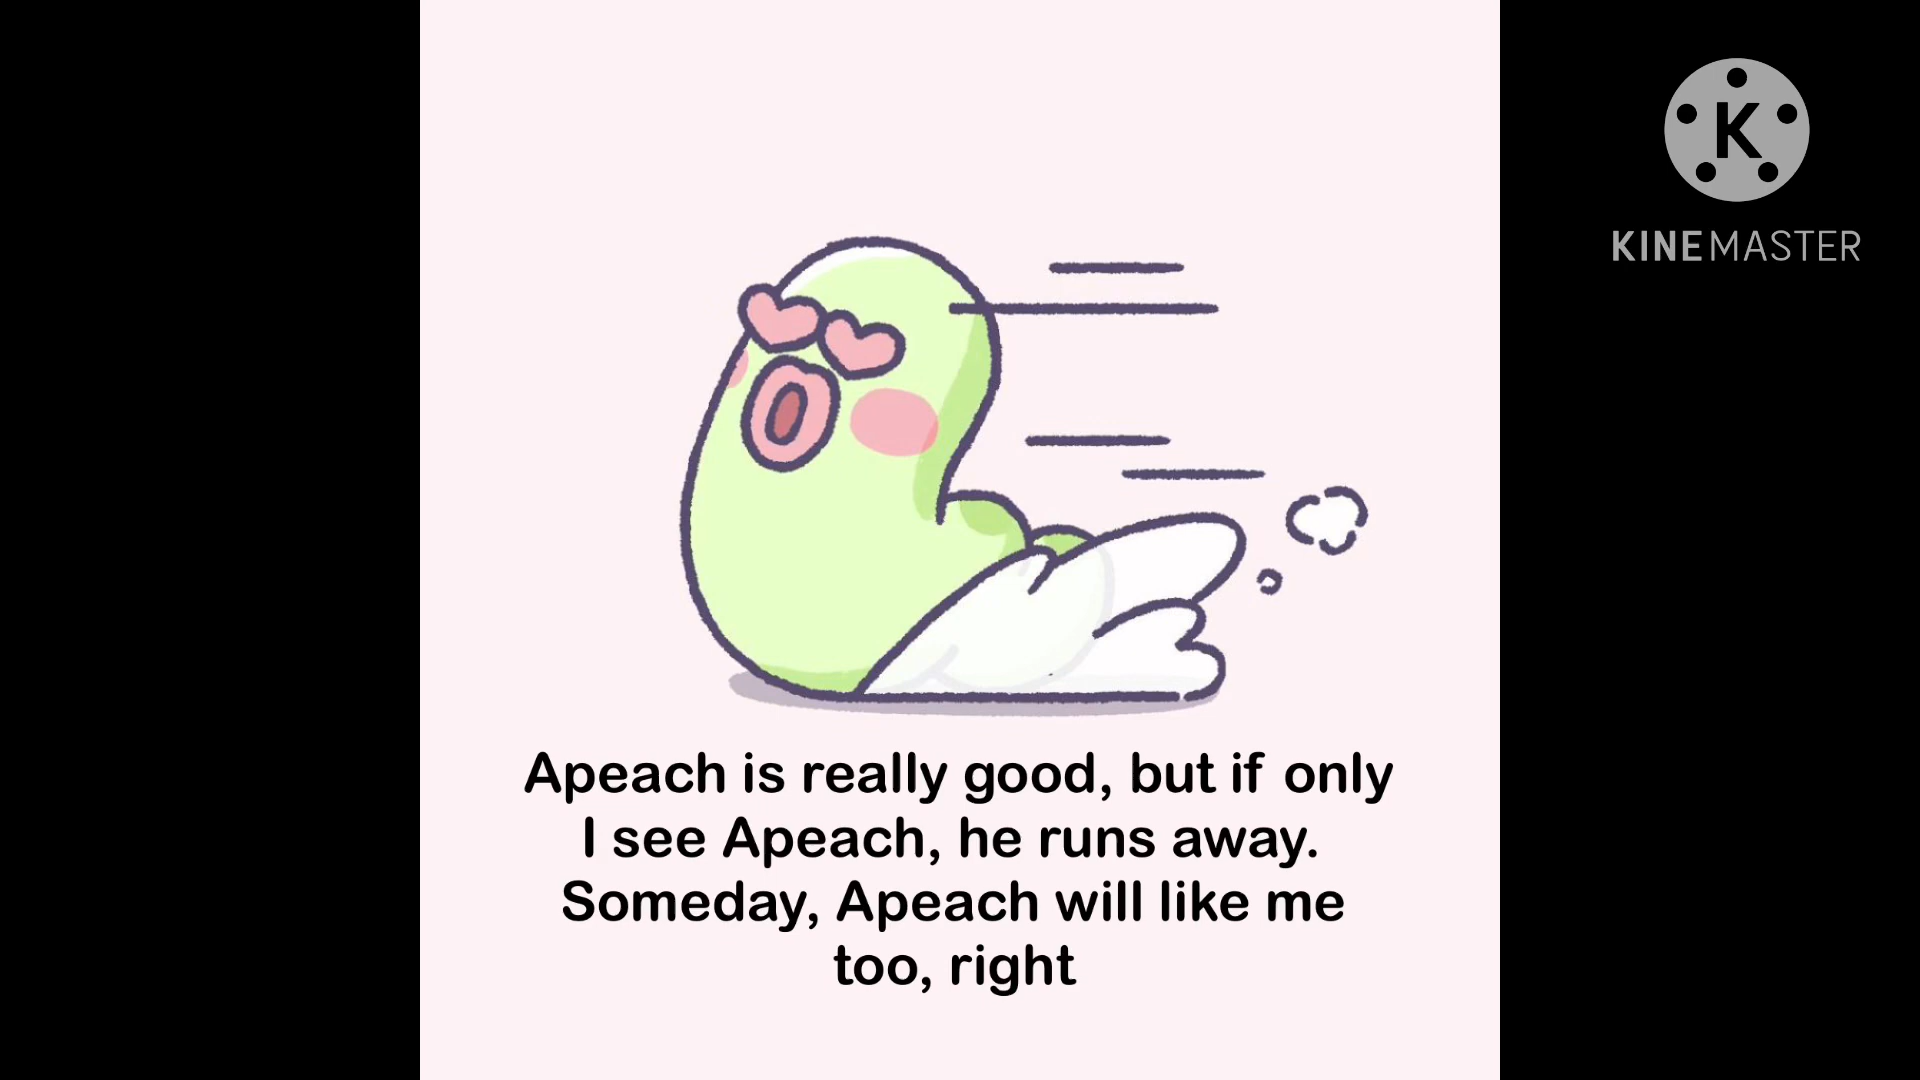 K
KINEMASTER
Apeach is really good, but if only
I see Apeach, he runs away.
Someday, Apeach will like me
too, right